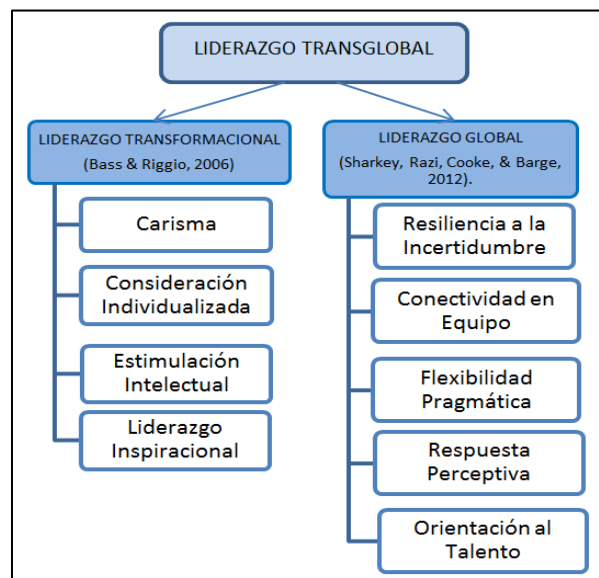 LIDERAZGO TRANSGLOBAL
LIDERAZGO TRANSFORMACIONAL
(Bass & Riggio, 2006)
Carisma
Consideración
Individualizada
Estimulación
Intelectual
Liderazgo
Inspiracional
LIDERAZGO GLOBAL
(Sharkey, Razi, Cooke, & Barge,
2012).
Resiliencia a la
Incertidumbre
Conectividad en
Equipo
Flexibilidad
Pragmática
Respuesta
Perceptiva
Orientación al
Talento